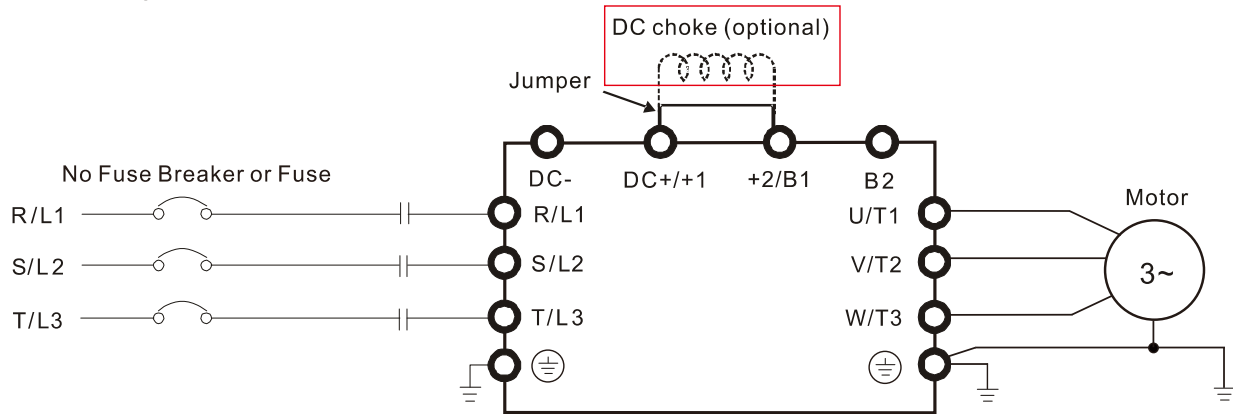 DC choke (optional)
Jumper
No Fuse Breaker or Fuse
DC-
DC+/+1
+2/B1
B2
Motor
R/L1
R/L1
U/T1
S/L2
S/L2
V/T2
3~
T/L3
T/L3
W/T3